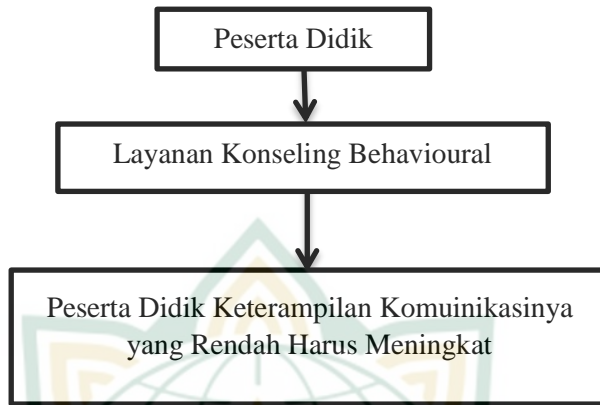 Peserta Didik
Layanan Konseling Behavioural
Peserta Didik Keterampilan Komuinikasinya
yang Rendah Harus Meningkat